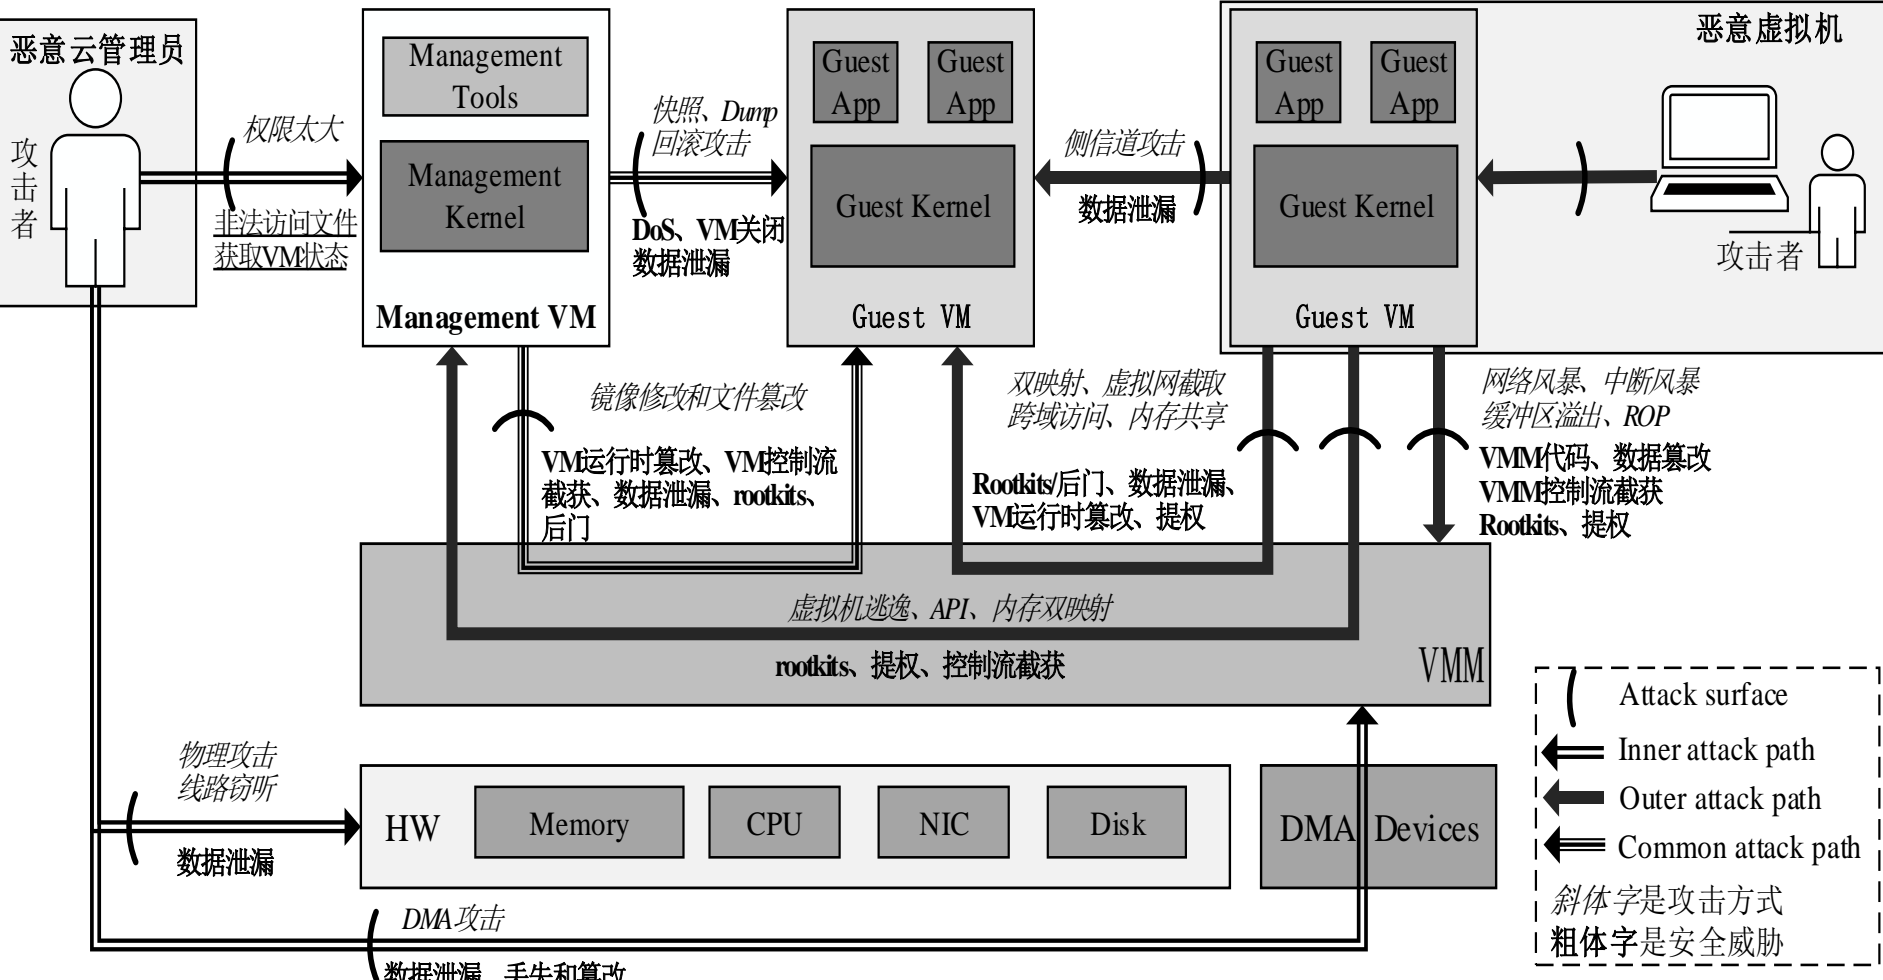 恶意云管理员
攻击者
权限太大
非法访问文件
获取VM状态
Management
Tools
Management
Kernel
Management VM
快照、Dump
回滚攻击
DoS、VM关闭
数据泄漏
Guest
App
Guest
App
Guest Kernel
Guest VM
侧信道攻击
数据泄漏
Guest
App
Guest
App
Guest Kernel
Guest VM
恶意虚拟机
攻击者
镜像修改和文件篡改
VM运行时篡改、VM控制流
截获、数据泄漏、rootkits、
后门
双映射、虚拟网截取
跨域访问、内存共享
Rootkits/后门、数据泄漏、
VM运行时篡改、提权
网络风暴、中断风暴
缓冲区溢出、ROP
VMM代码、数据篡改
VMM控制流截获
Rootkits、提权
虚拟机逃逸、API、内存双映射
rootkits、提权、控制流截获
VMM
物理攻击
线路窃听
数据泄漏
HW
Memory
CPU
NIC
Disk
DMA Devices
DMA攻击
数据泄漏、丢失和篡改
Attack surface
Inner attack path
Outer attack path
Common attack path
斜体字是攻击方式
粗体字是安全威胁